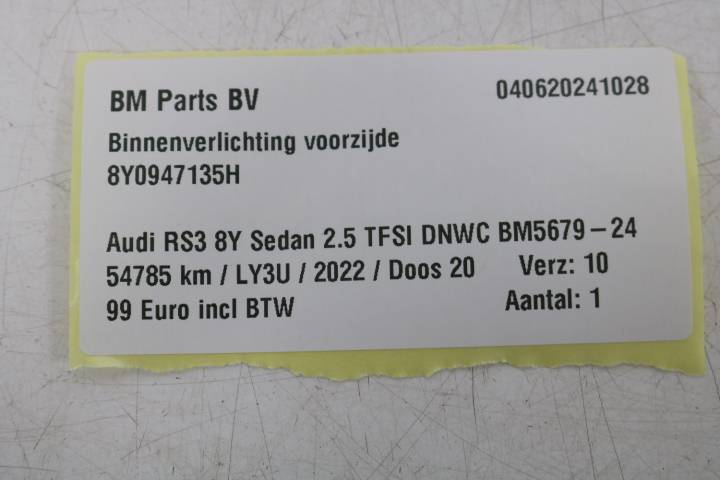 BM Parts BV 040620241028
Binnenverlichting voorzijde
8Y0947135H
Audi RS3 8Y Sedan 2.5 TFSI DNWC BM5679-24
54785 km / LY3U / 2022 / Doos 20 Verz: 10
99 Euro incl BTW Aantal: 1